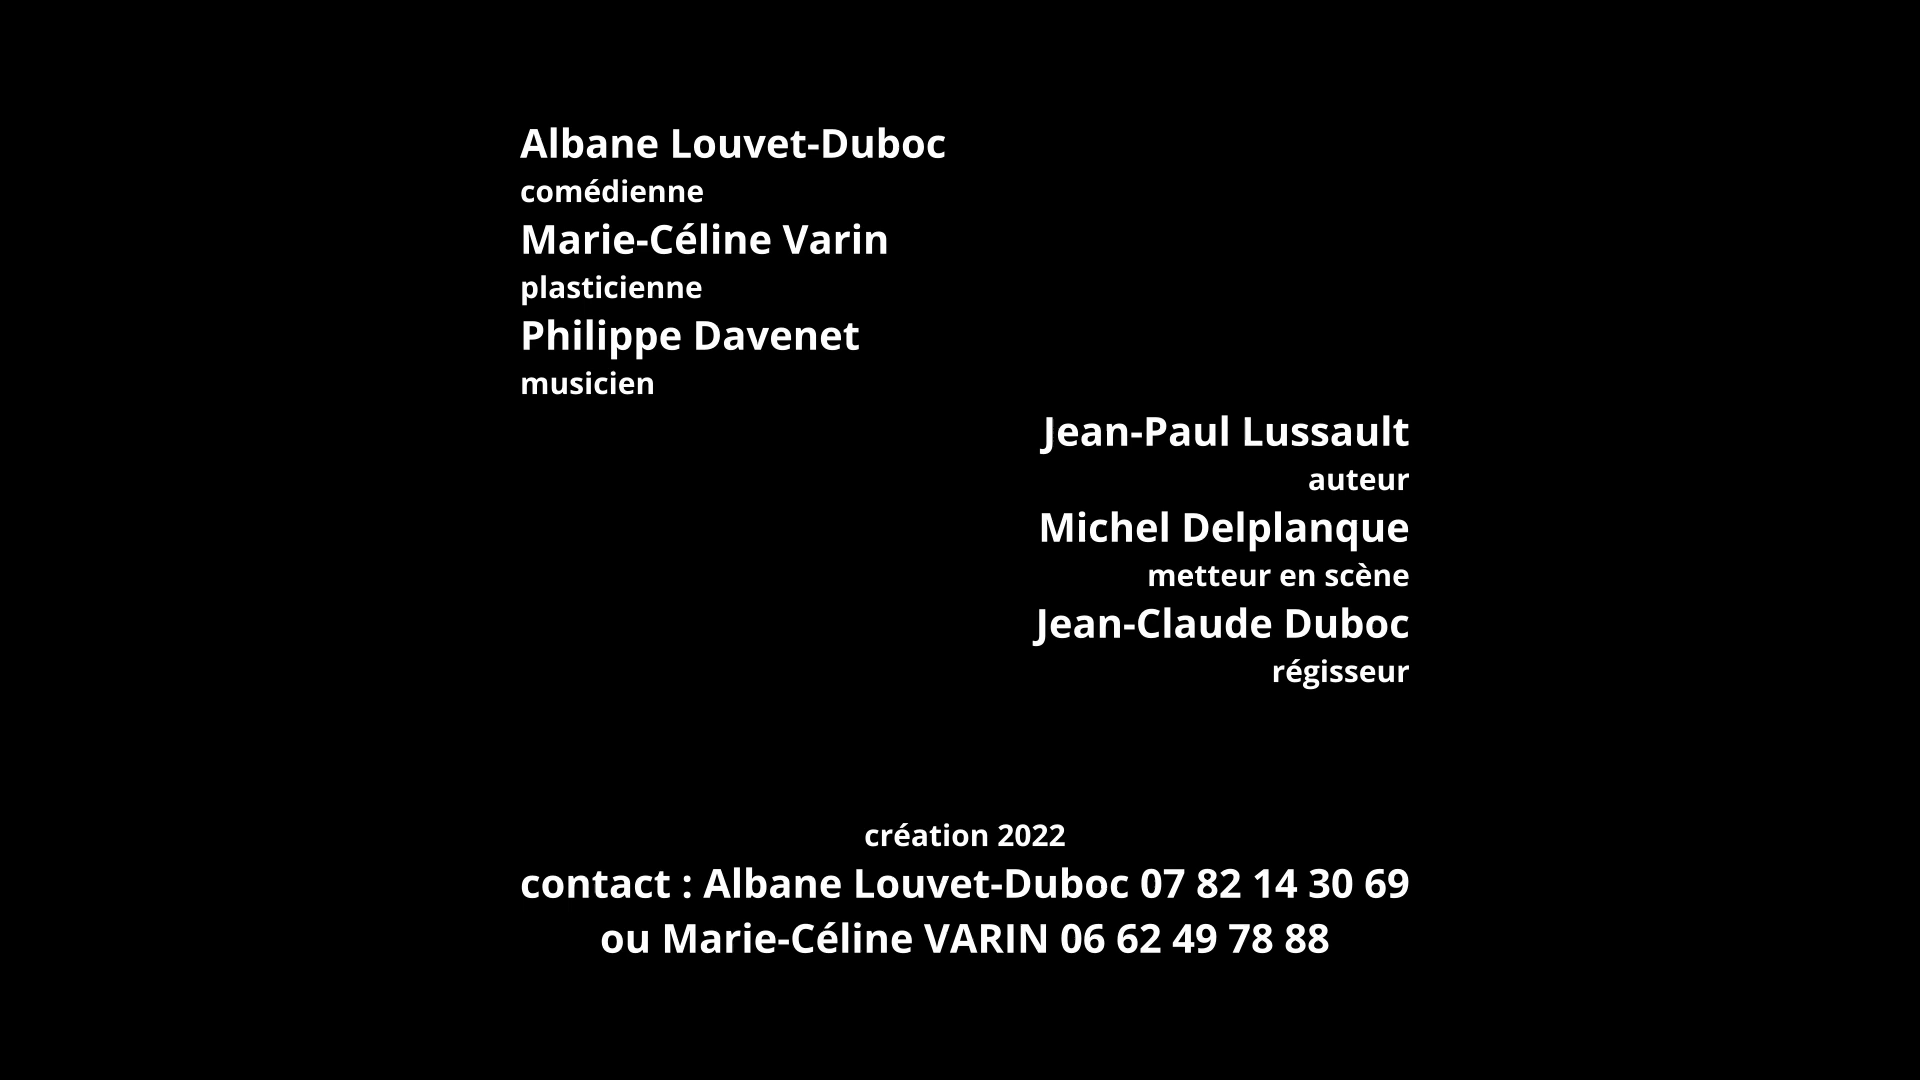 Albane Louvet-Duboc
comédienne
Marie-Céline Varin
plasticienne
Philippe Davenet
musicien
Jean-Paul Lussault
auteur
Michel Delplanque
metteur en scène
Jean-Claude Duboc
régisseur
création 2022
contact : Albane Louvet-Duboc 07 82 14 30 69
ou Marie-Céline VARIN 06 62 49 78 88